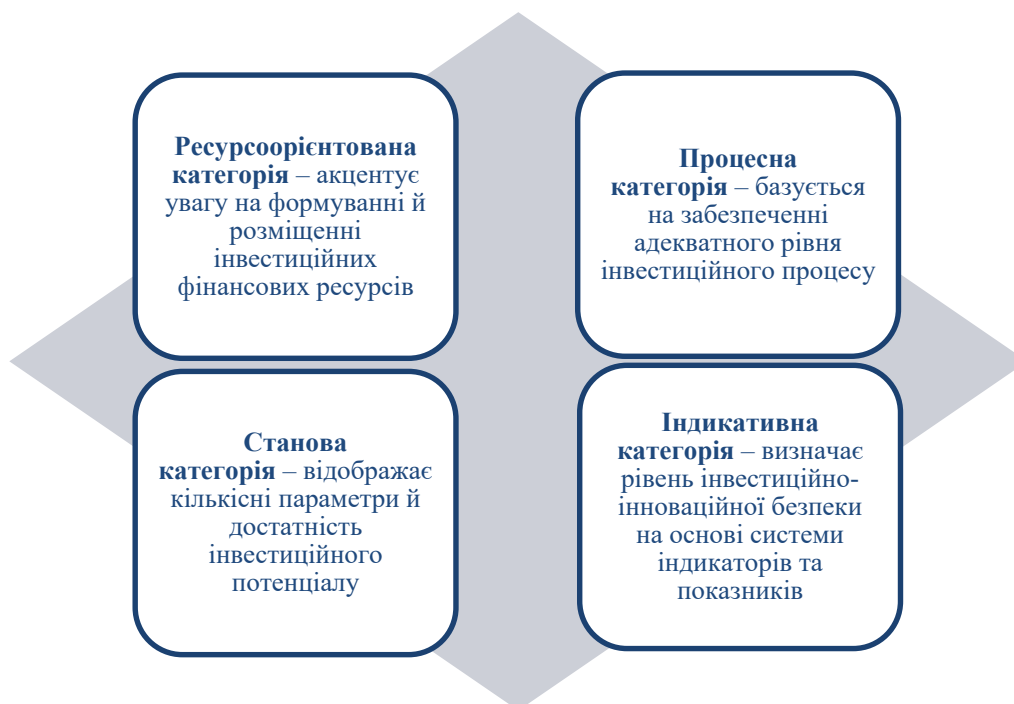 Ресурсоорієнтована
категорія – акцентує
увагу на формуванні й
розміщенні
інвестиційних
фінансових ресурсів
Процесна
категорія – базується
на забезпеченні
адекватного рівня
інвестиційного процесу
Станова
категорія – відображає
кількісні параметри й
достатність
інвестиційного
потенціалу
Індикативна
категорія – визначає
рівень інвестиційно-
інноваційної безпеки
на основі системи
індикаторів та
показників